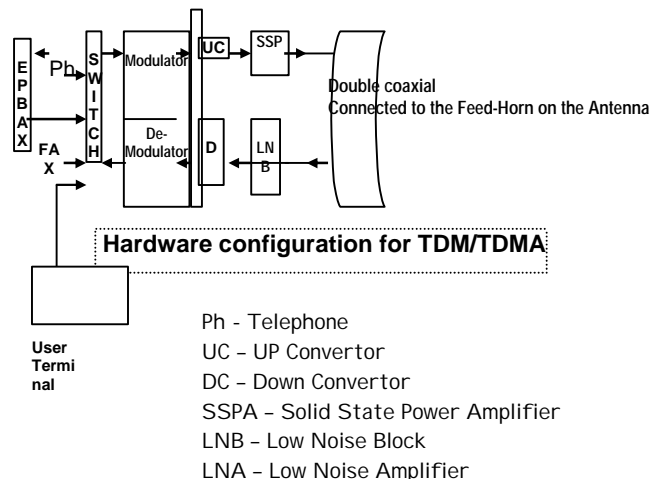 EPBAX
Ph
SWITCH
Modulator
UC
SSP
Double coaxial
Connected to the Feed-Horn on the Antenna
De-
Modulator
D
LN
B
FA
X
Hardware configuration for TDM/TDMA
User
Termi
nal
Ph - Telephone
UC – UP Convertor
DC – Down Convertor
SSPA – Solid State Power Amplifier
LNB – Low Noise Block
LNA – Low Noise Amplifier